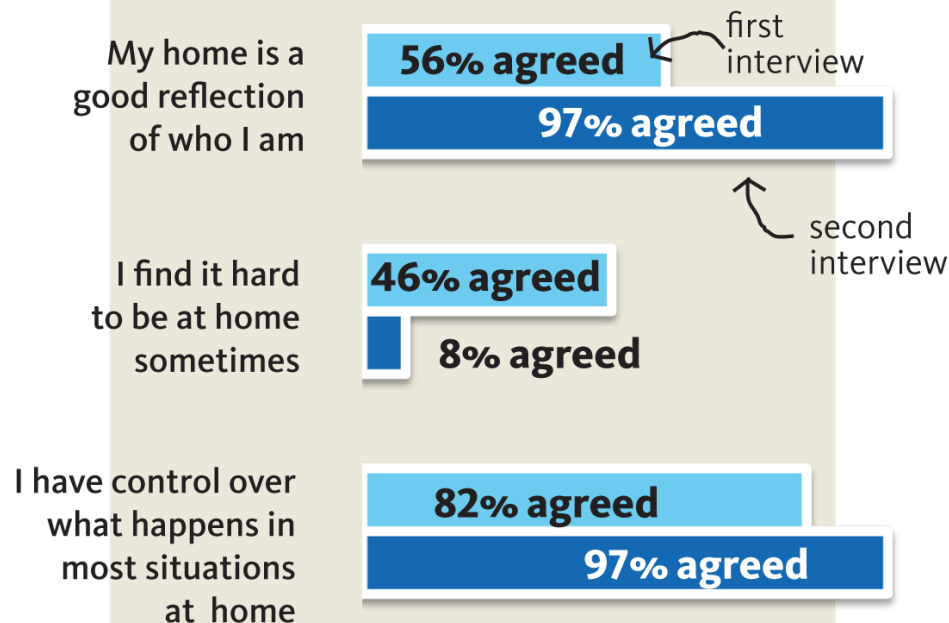 My home is a
good reflection
of who I am
56% agreed
first
interview
97% agreed
second
interview
I find it hard
to be at home
sometimes
46% agreed
8% agreed
I have control over
what happens in
most situations
at home
82% agreed
97% agreed